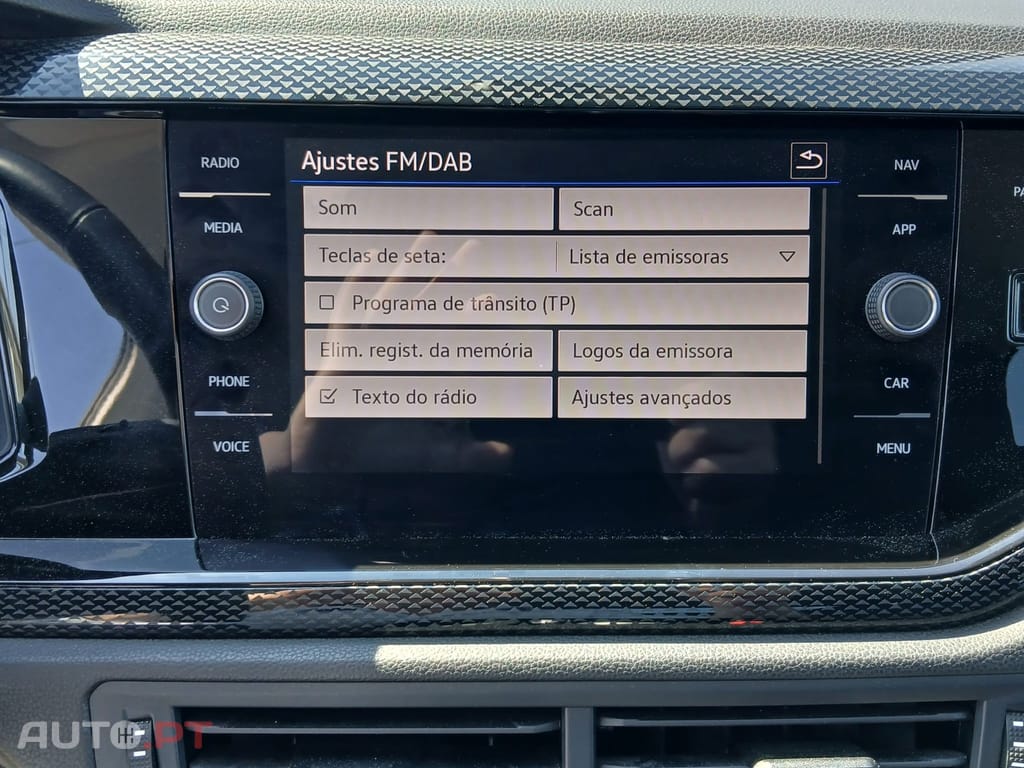 RADIO
MEDIA
PHONE
VOICE
Ajustes FM/DAB
Som
Scan
Teclas de seta: Lista de emissoras
Programa de trânsito (TP)
Elim. regist. da memória
Logos da emissora
Texto do rádio
Ajustes avançados
NAV
APP
CAR
MENU
PA
AUTO.PT